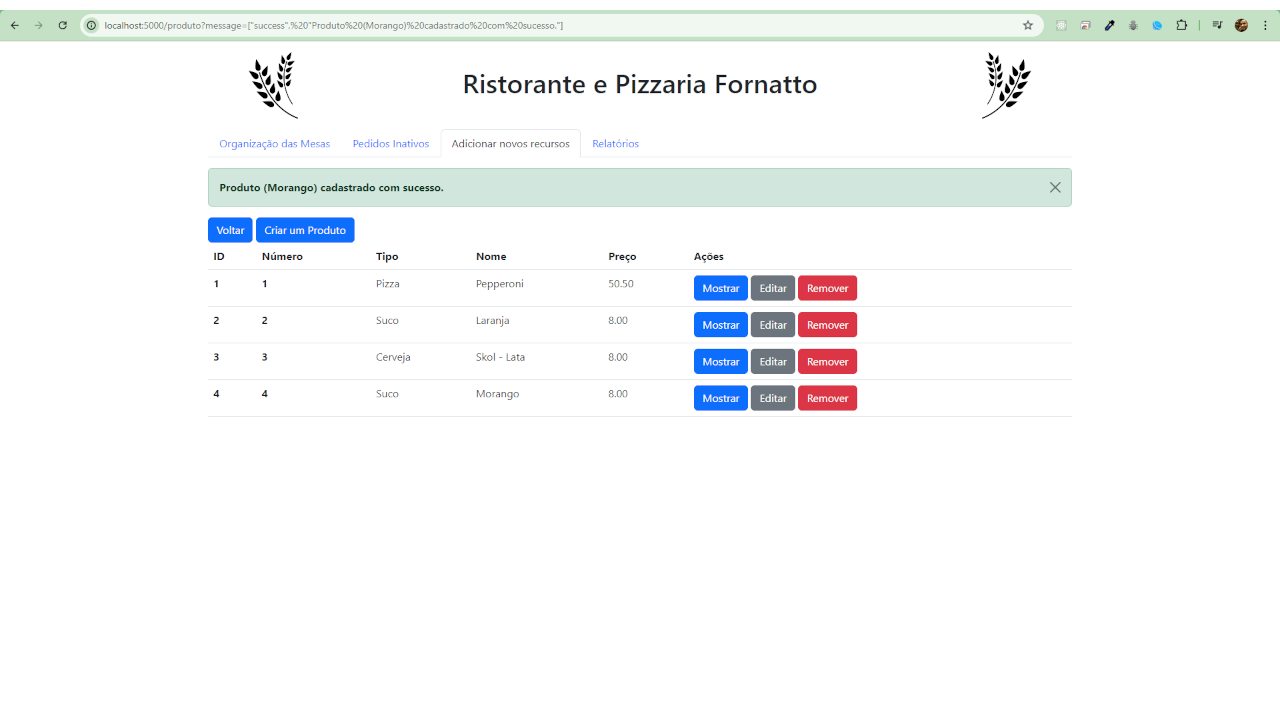 localhost:5000/produto?message=["success".%20"Produto%20(Morango)%20cadastrado%20com%20sucesso."]
Ristorante e Pizzaria Fornatto
Organização das Mesas Pedidos Inativos Adicionar novos recursos Relatórios
Produto (Morango) cadastrado com sucesso.
Voltar Criar um Produto
ID Número Tipo Nome Preço Ações
1 1 Pizza Pepperoni 50.50 Mostrar Editar Remover
2 2 Suco Laranja 8.00 Mostrar Editar Remover
3 3 Cerveja Skol - Lata 8.00 Mostrar Editar Remover
4 4 Suco Morango 8.00 Mostrar Editar Remover